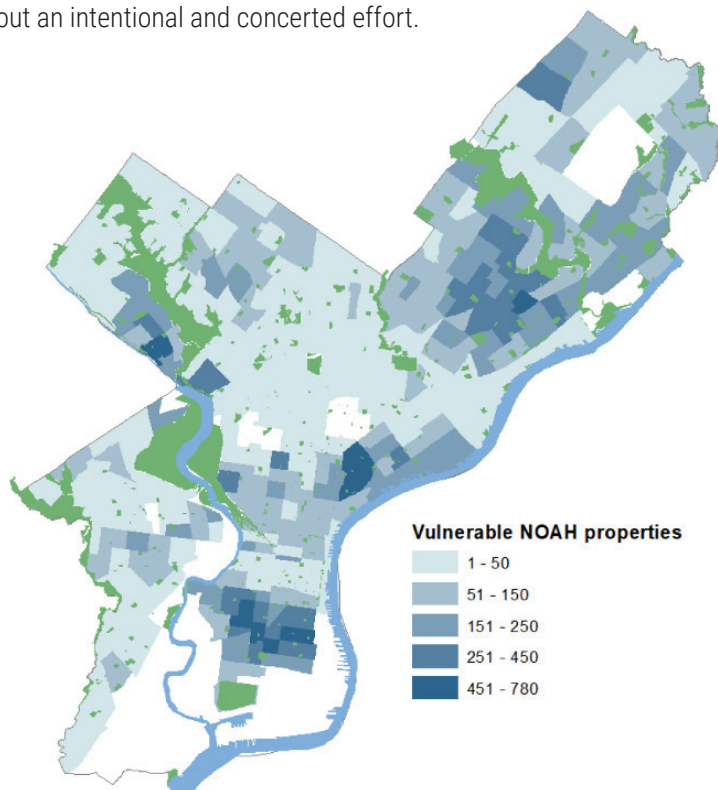 out an intentional and concerted effort.
Vulnerable NOAH properties
1 - 50
51 - 150
151 - 250
251 - 450
451 - 780